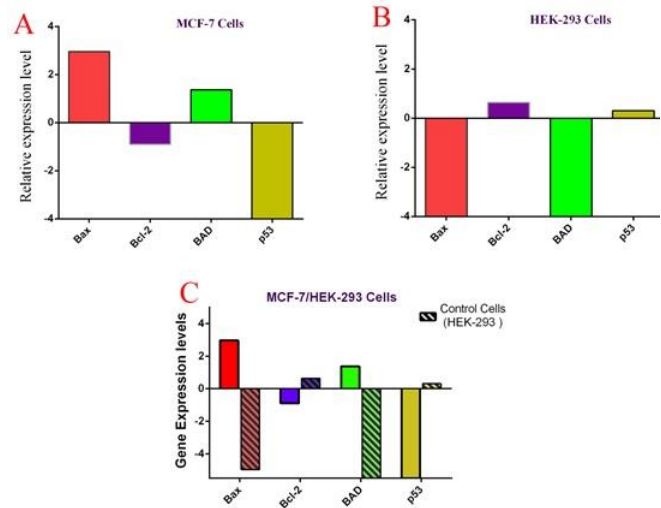 A
MCF-7 Cells
Relative expression level
4
2
0
-2
-4
Bax
Bcl-2
BAD
p53
B
HEK-293 Cells
Relative expression level
4
2
0
-2
-4
Bax
Bcl-2
BAD
p53
C
MCF-7/HEK-293 Cells
Control Cells
(HEK-293 )
Gene Expression levels
4
2
0
-2
-4
Bax
Bcl-2
BAD
p53